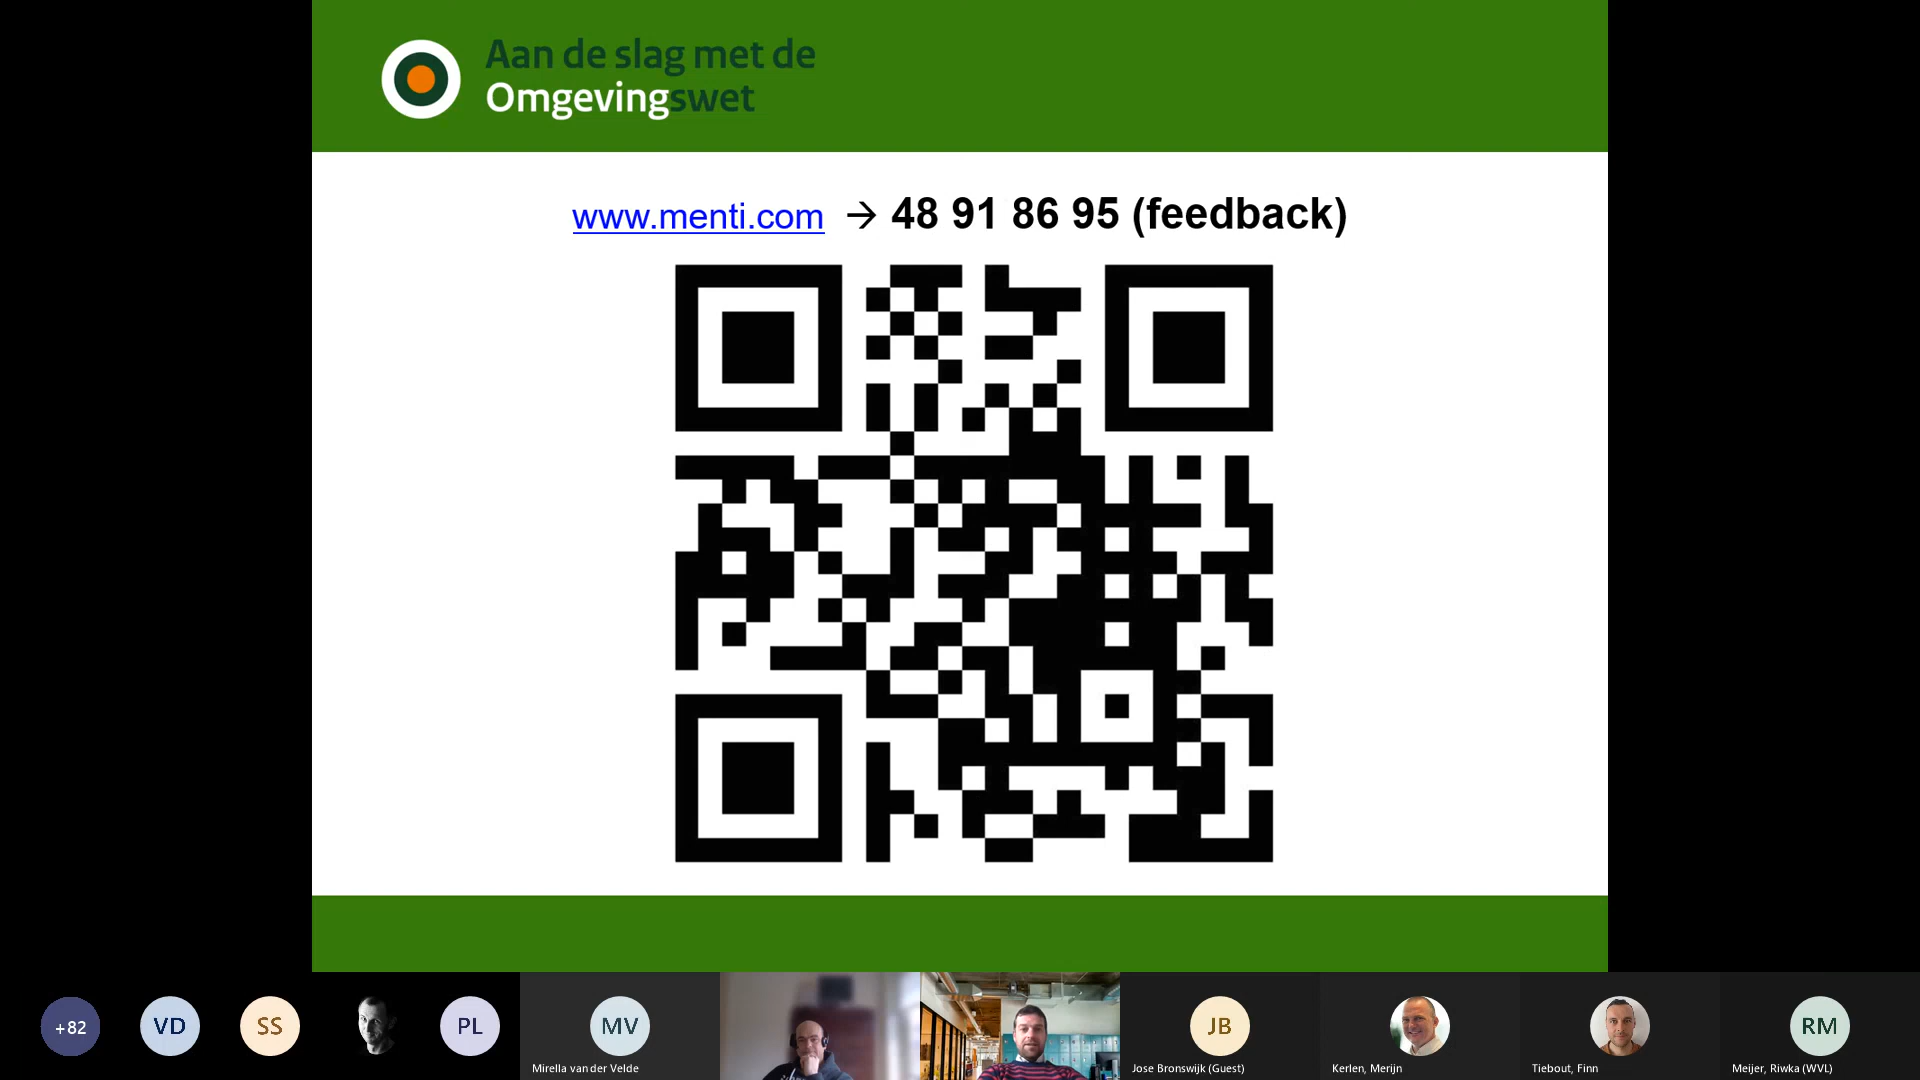 Aan de slag met de
Omgevingswet
www.menti.com → 48 91 86 95 (feedback)
+82
VD
SS
PL
MV
Mirella van der Velde
JB
Jose Bronswijk (Guest)
Kerlen, Merijn
Tiebout, Finn
RM
Meijer, Riwka (WVL)